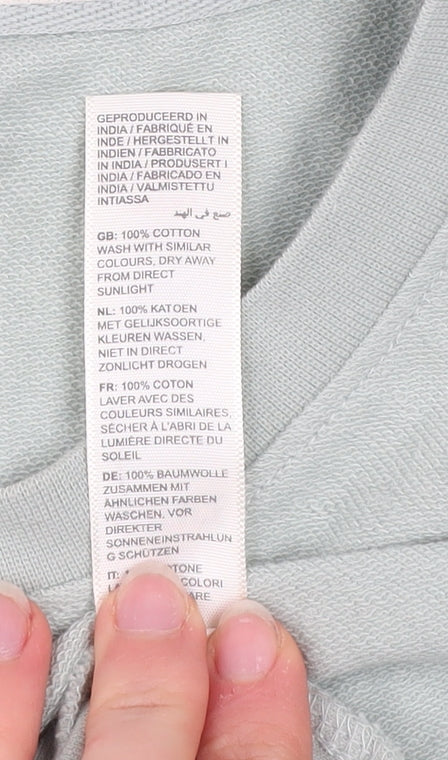 GEPRODUCEERD IN
INDIA / FABRIQUÉ EN
INDE / HERGESTELLT IN
INDIEN / FABBRICATO
IN INDIA / PRODUSERT I
INDIA / FABRICADO EN
INDIA / VALMISTETTU
INTIASSA
صنع في الهند
GB: 100% COTTON
WASH WITH SIMILAR
COLOURS, DRY AWAY
FROM DIRECT
SUNLIGHT
NL: 100% KATOEN
MET GELIJKSOORTIGE
KLEUREN WASSEN,
NIET IN DIRECT
ZONLICHT DROGEN
FR: 100% COTON
LAVER AVEC DES
COULEURS SIMILAIRES,
SÉCHER À L'ABRI DE LA
LUMIÈRE DIRECTE DU
SOLEIL
DE: 100% BAUMWOLLE
ZUSAMMEN MIT
ÄHNLICHEN FARBEN
WASCHEN, VOR
DIREKTER
SONNENEINSTRAHLUN
G SCHÜTZEN
IT:
COLORI